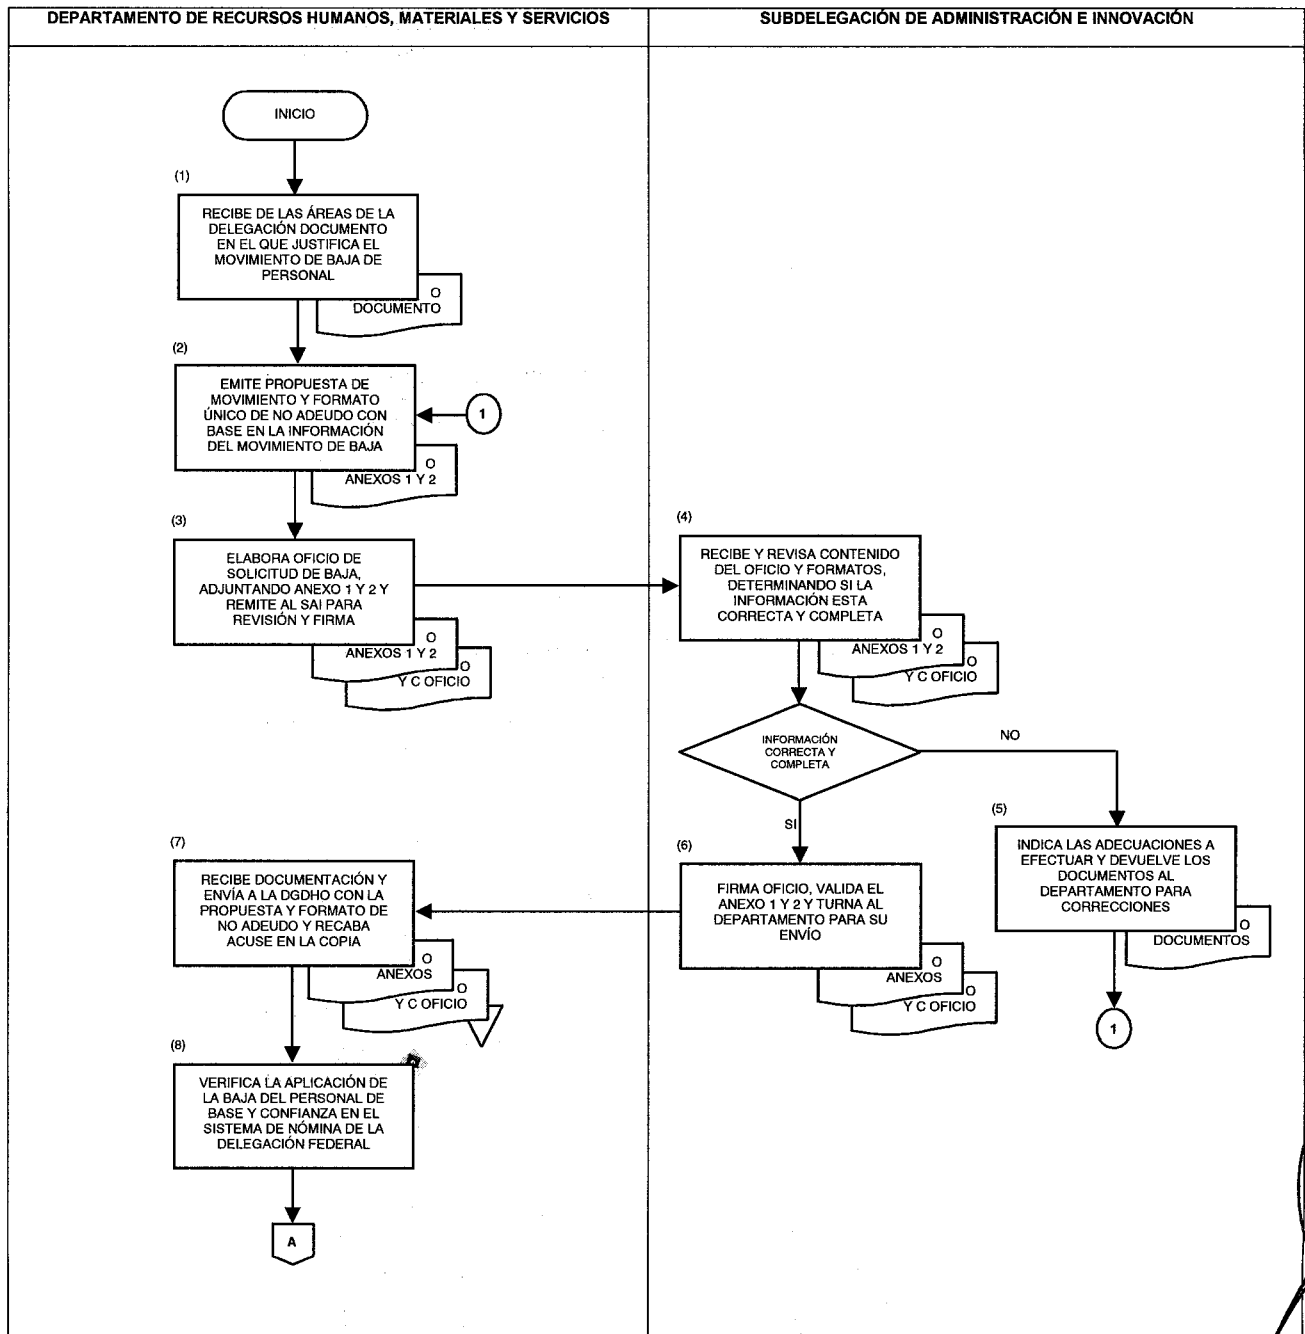 DEPARTAMENTO DE RECURSOS HUMANOS, MATERIALES Y SERVICIOS
SUBDELEGACIÓN DE ADMINISTRACIÓN E INNOVACIÓN
INICIO
(1)
RECIBE DE LAS ÁREAS DE LA
DELEGACIÓN DOCUMENTO
EN EL QUE JUSTIFICA EL
MOVIMIENTO DE BAJA DE
PERSONAL
O
DOCUMENTO
(2)
EMITE PROPUESTA DE
MOVIMIENTO Y FORMATO
ÚNICO DE NO ADEUDO CON
BASE EN LA INFORMACIÓN
DEL MOVIMIENTO DE BAJA
1
O
ANEXOS 1 Y 2
(3)
ELABORA OFICIO DE
SOLICITUD DE BAJA,
ADJUNTANDO ANEXO 1 Y 2 Y
REMITE AL SAI PARA
REVISIÓN Y FIRMA
O
ANEXOS 1 Y 2
O
Y C OFICIO
(4)
RECIBE Y REVISA CONTENIDO
DEL OFICIO Y FORMATOS,
DETERMINANDO SI LA
INFORMACIÓN ESTA
CORRECTA Y COMPLETA
O
ANEXOS 1 Y 2
O
Y C OFICIO
INFORMACIÓN
CORRECTA Y
COMPLETA
NO
SI
(5)
INDICA LAS ADECUACIONES A
EFECTUAR Y DEVUELVE LOS
DOCUMENTOS AL
DEPARTAMENTO PARA
CORRECCIONES
O
DOCUMENTOS
1
(6)
FIRMA OFICIO, VALIDA EL
ANEXO 1 Y 2 Y TURNA AL
DEPARTAMENTO PARA SU
ENVÍO
O
ANEXOS
O
Y C OFICIO
(7)
RECIBE DOCUMENTACIÓN Y
ENVÍA A LA DGDHO CON LA
PROPUESTA Y FORMATO DE
NO ADEUDO Y RECABA
ACUSE EN LA COPIA
O
ANEXOS
O
Y C OFICIO
(8)
VERIFICA LA APLICACIÓN DE
LA BAJA DEL PERSONAL DE
BASE Y CONFIANZA EN EL
SISTEMA DE NÓMINA DE LA
DELEGACIÓN FEDERAL
A